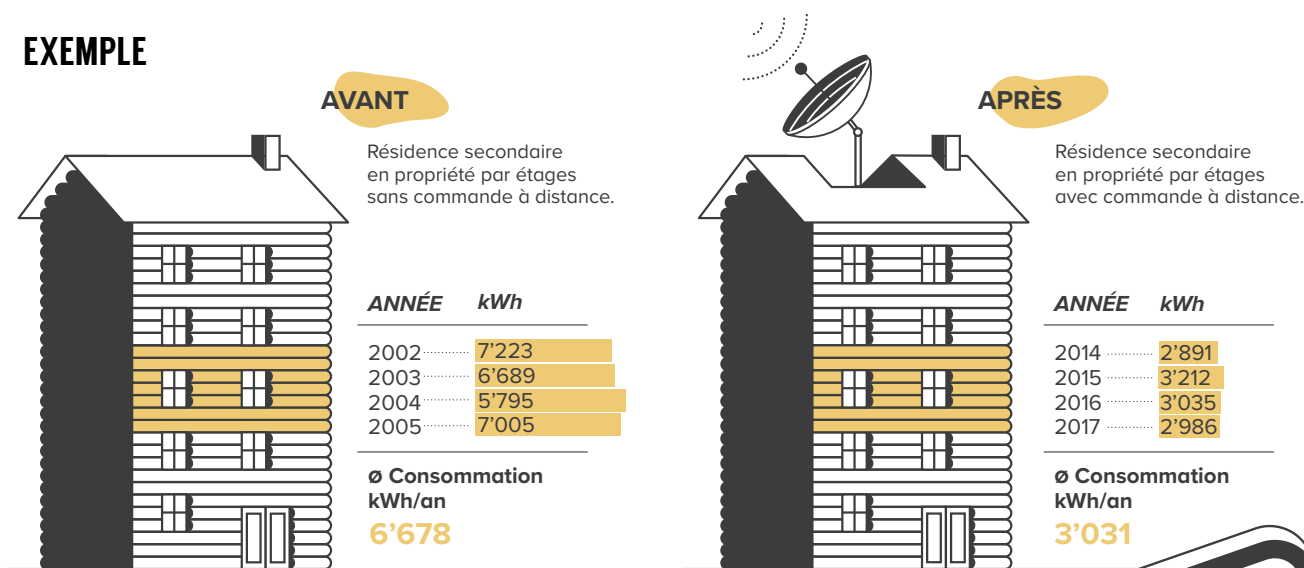 EXEMPLE
AVANT
Résidence secondaire
en propriété par étages
sans commande à distance.
ANNÉE kWh
2002 7’223
2003 6’689
2004 5’795
2005 7’005
ø Consommation
kWh/an
6’678
APRÈS
Résidence secondaire
en propriété par étages
avec commande à distance.
ANNÉE kWh
2014 2’891
2015 3’212
2016 3’035
2017 2’986
ø Consommation
kWh/an
3’031